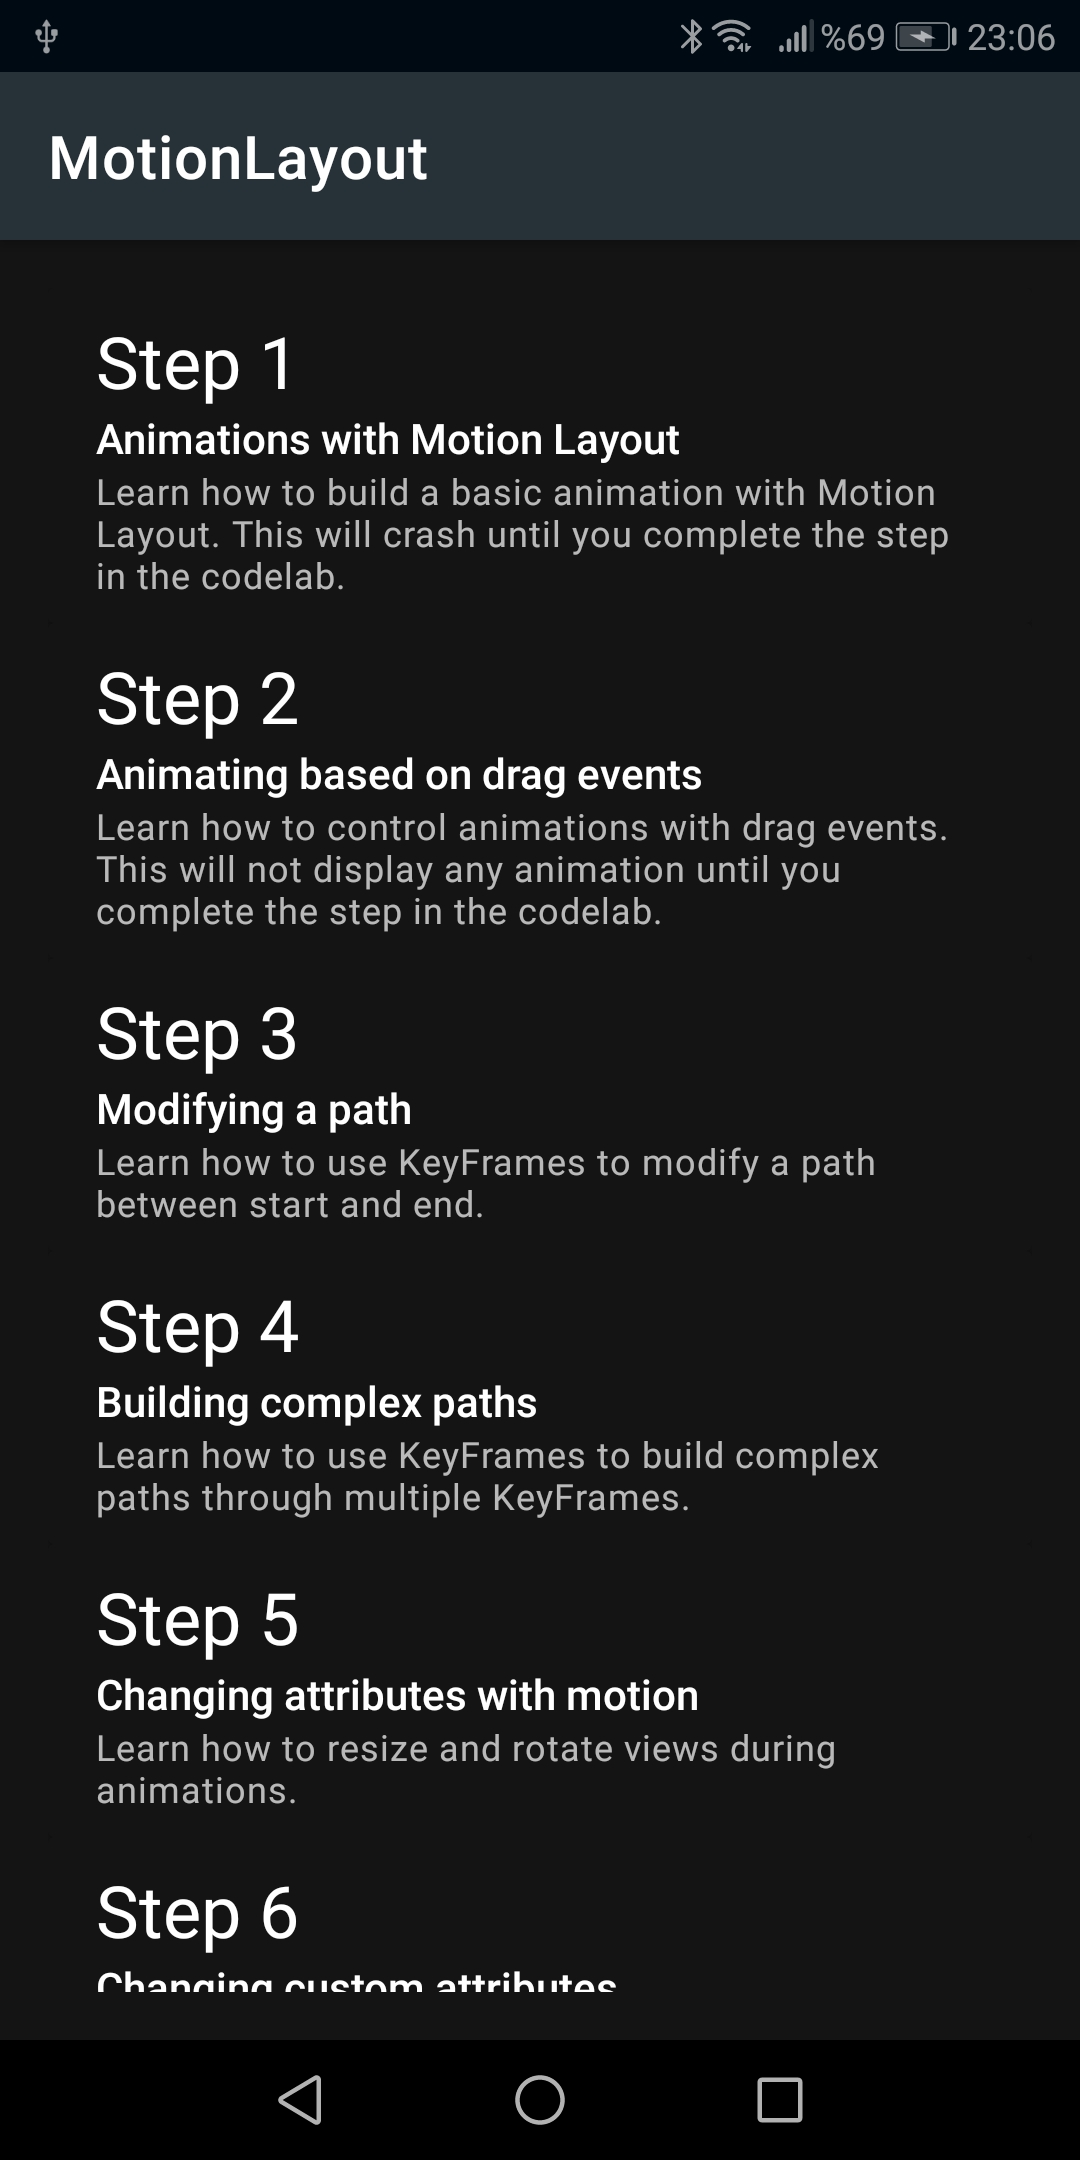 %69 23:06
MotionLayout
Step 1
Animations with Motion Layout
Learn how to build a basic animation with Motion
Layout. This will crash until you complete the step
in the codelab.
Step 2
Animating based on drag events
Learn how to control animations with drag events.
This will not display any animation until you
complete the step in the codelab.
Step 3
Modifying a path
Learn how to use KeyFrames to modify a path
between start and end.
Step 4
Building complex paths
Learn how to use KeyFrames to build complex
paths through multiple KeyFrames.
Step 5
Changing attributes with motion
Learn how to resize and rotate views during
animations.
Step 6
Changing custom attributes